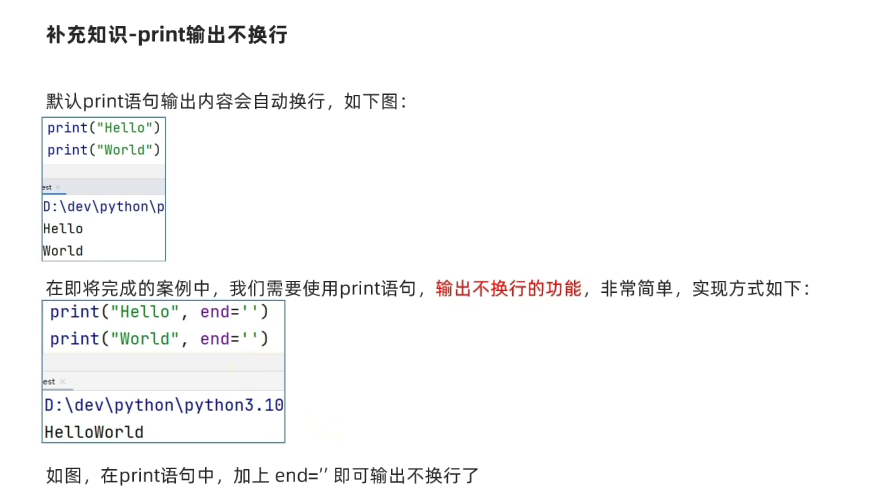 补充知识-print输出不换行
默认print语句输出内容会自动换行，如下图：
print("Hello")
print("World")
est ×
D:\dev\python\p
Hello
World
在即将完成的案例中，我们需要使用print语句，输出不换行的功能，非常简单，实现方式如下：
print("Hello", end='')
print("World", end='')
est ×
D:\dev\python\python3.10
HelloWorld
如图，在print语句中，加上 end=’’ 即可输出不换行了